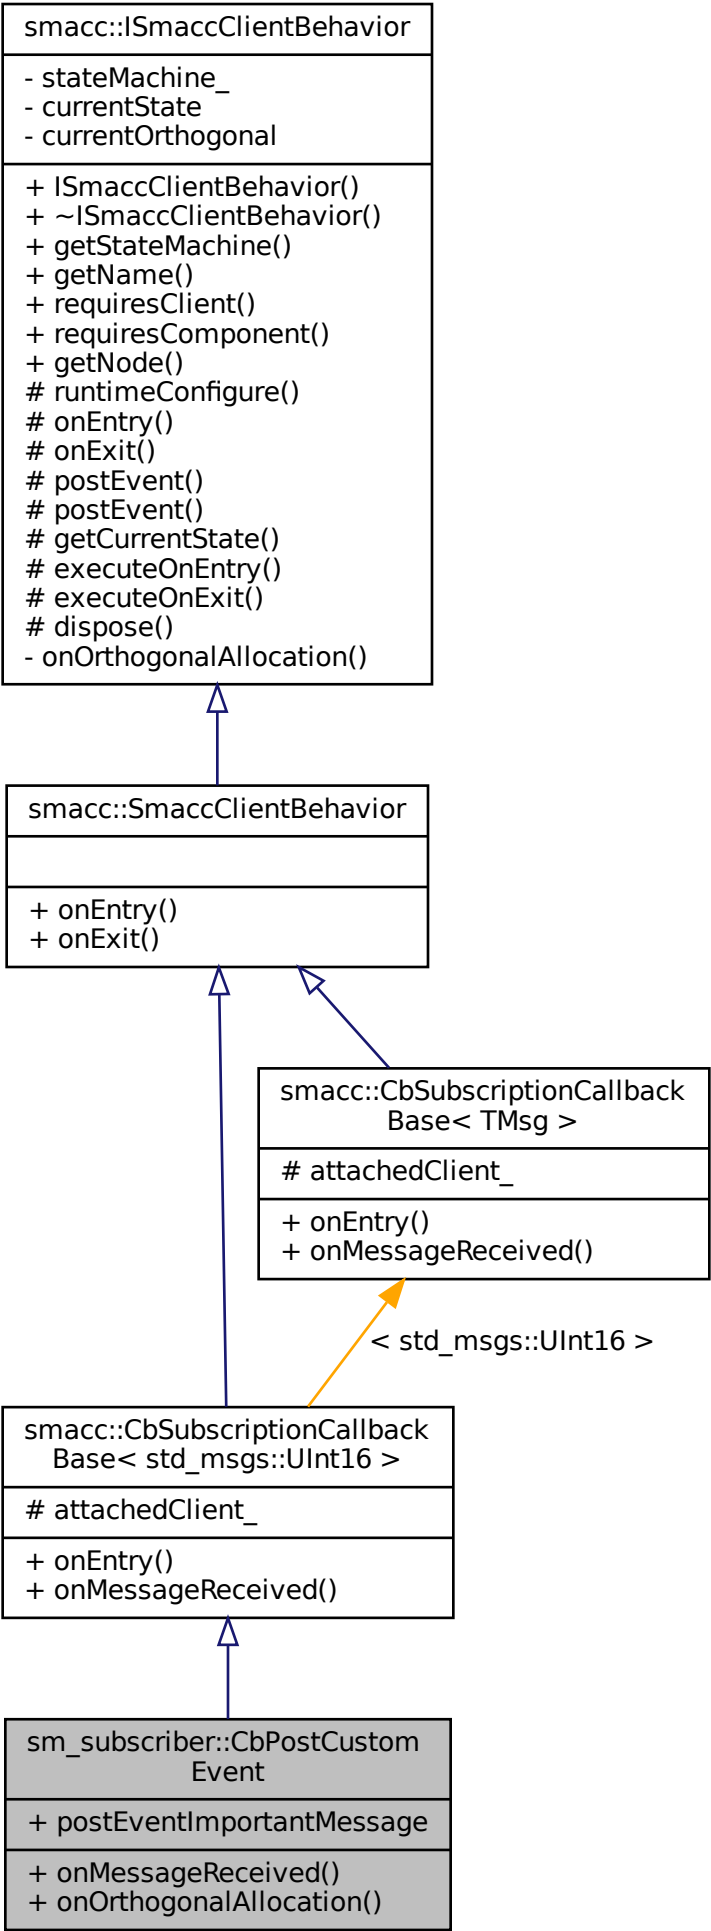 smacc::ISmaccClientBehavior
- stateMachine_
- currentState
- currentOrthogonal
+ ISmaccClientBehavior()
+ ~ISmaccClientBehavior()
+ getStateMachine()
+ getName()
+ requiresClient()
+ requiresComponent()
+ getNode()
# runtimeConfigure()
# onEntry()
# onExit()
# postEvent()
# postEvent()
# getCurrentState()
# executeOnEntry()
# executeOnExit()
# dispose()
- onOrthogonalAllocation()
smacc::SmaccClientBehavior
+ onEntry()
+ onExit()
smacc::CbSubscriptionCallback
Base< TMsg >
# attachedClient_
+ onEntry()
+ onMessageReceived()
< std_msgs::UInt16 >
smacc::CbSubscriptionCallback
Base< std_msgs::UInt16 >
# attachedClient_
+ onEntry()
+ onMessageReceived()
sm_subscriber::CbPostCustom
Event
+ postEventImportantMessage
+ onMessageReceived()
+ onOrthogonalAllocation()